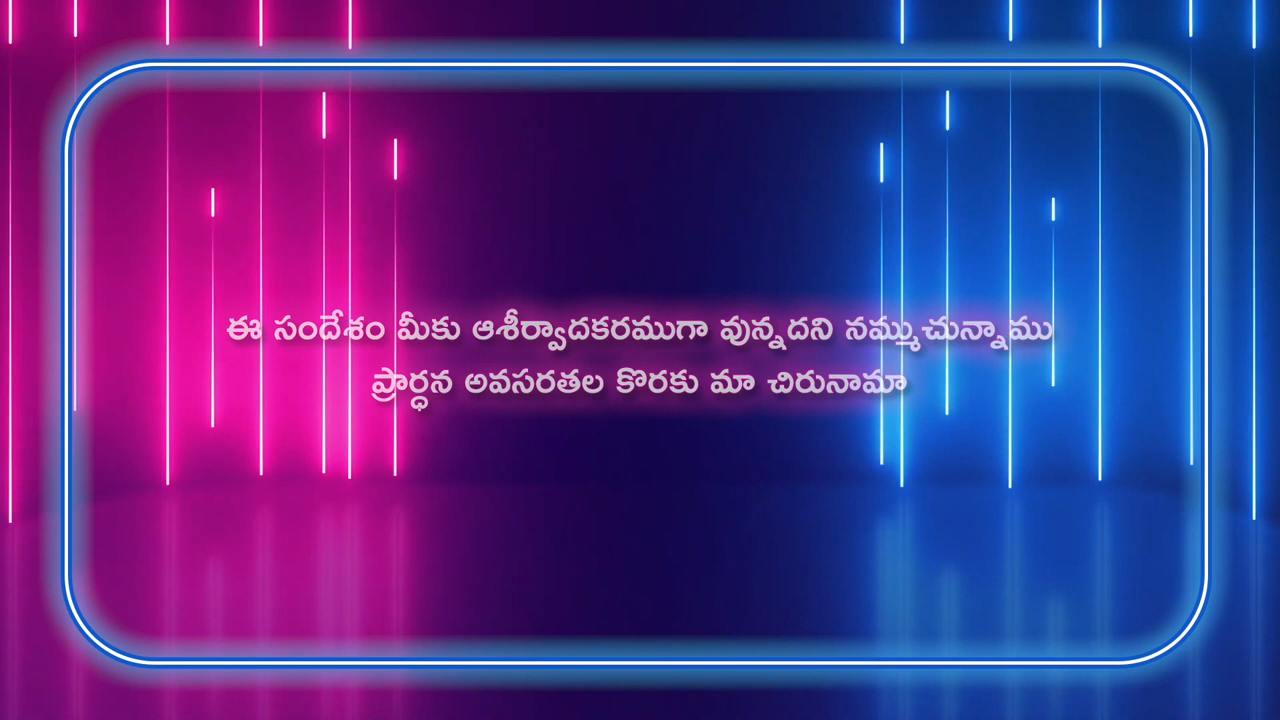 ఈ సందేశం మీకు ఆశీర్వాదకరముగా వున్నదని నమ్ముచున్నాము
ప్రార్ధన అవసరతల కొరకు మా చిరునామా